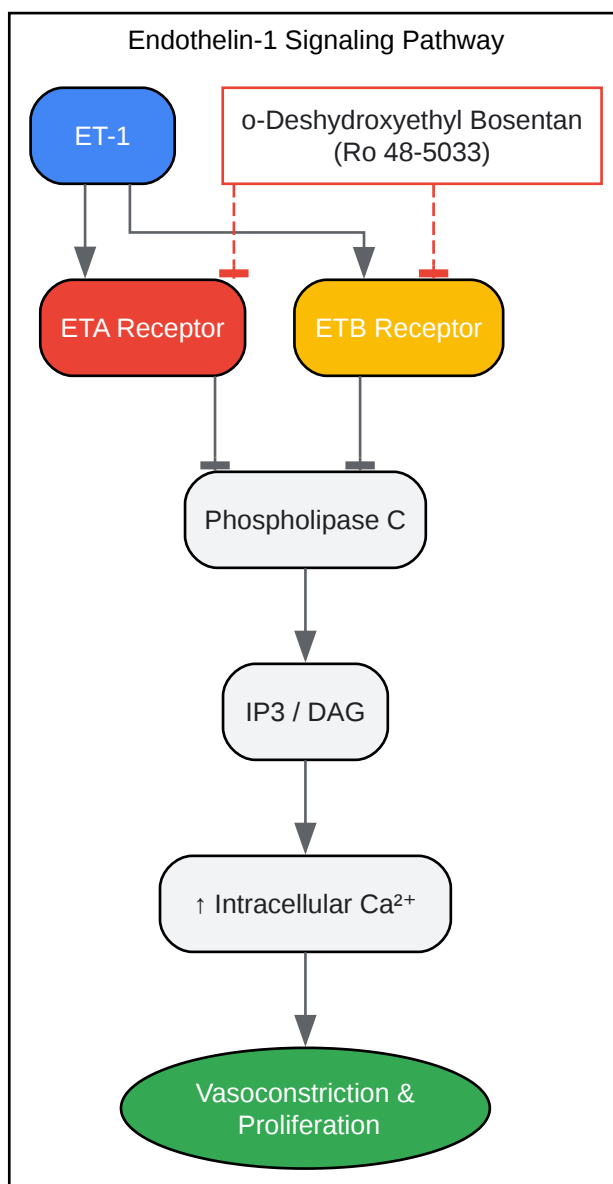 Endothelin-1 Signaling Pathway
ET-1
o-Deshydroxyethyl Bosentan
(Ro 48-5033)
ETA Receptor
ETB Receptor
Phospholipase C
IP3 / DAG
↑ Intracellular Ca²⁺
Vasoconstriction &
Proliferation